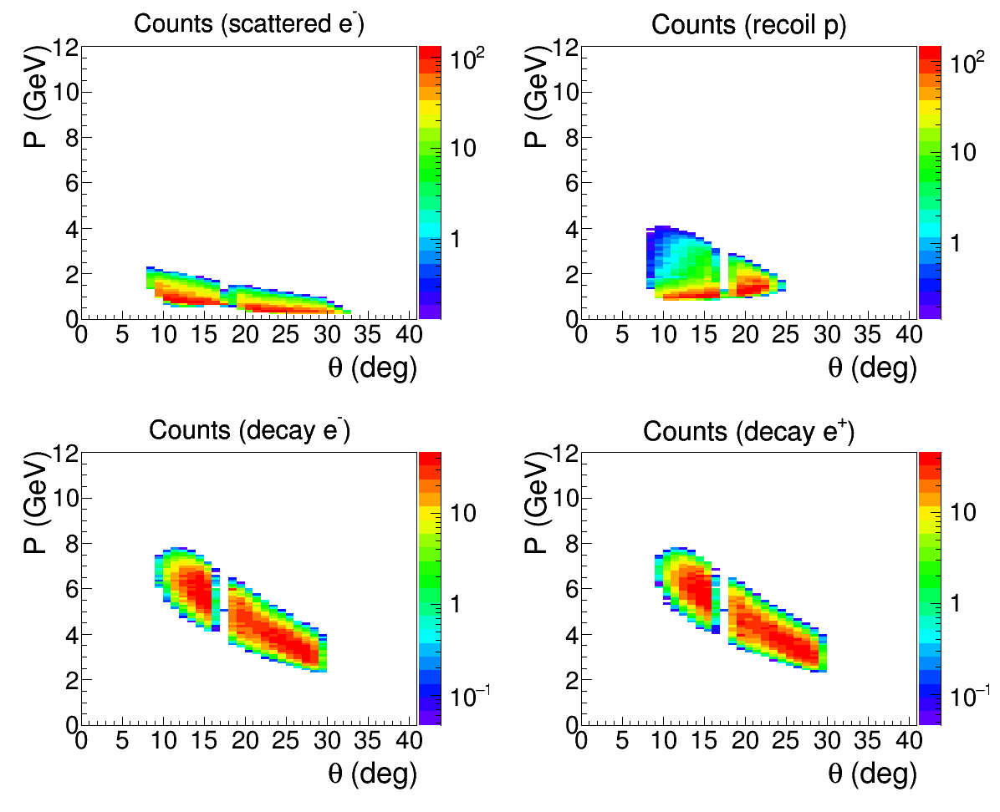 Counts (scattered e⁻)
P (GeV)
12
10
8
6
4
2
0
0 5 10 15 20 25 30 35 40
θ (deg)
10²
10
1
Counts (recoil p)
P (GeV)
12
10
8
6
4
2
0
0 5 10 15 20 25 30 35 40
θ (deg)
10²
10
1
Counts (decay e⁻)
P (GeV)
12
10
8
6
4
2
0
0 5 10 15 20 25 30 35 40
θ (deg)
10
1
10⁻¹
Counts (decay e⁺)
P (GeV)
12
10
8
6
4
2
0
0 5 10 15 20 25 30 35 40
θ (deg)
10
1
10⁻¹